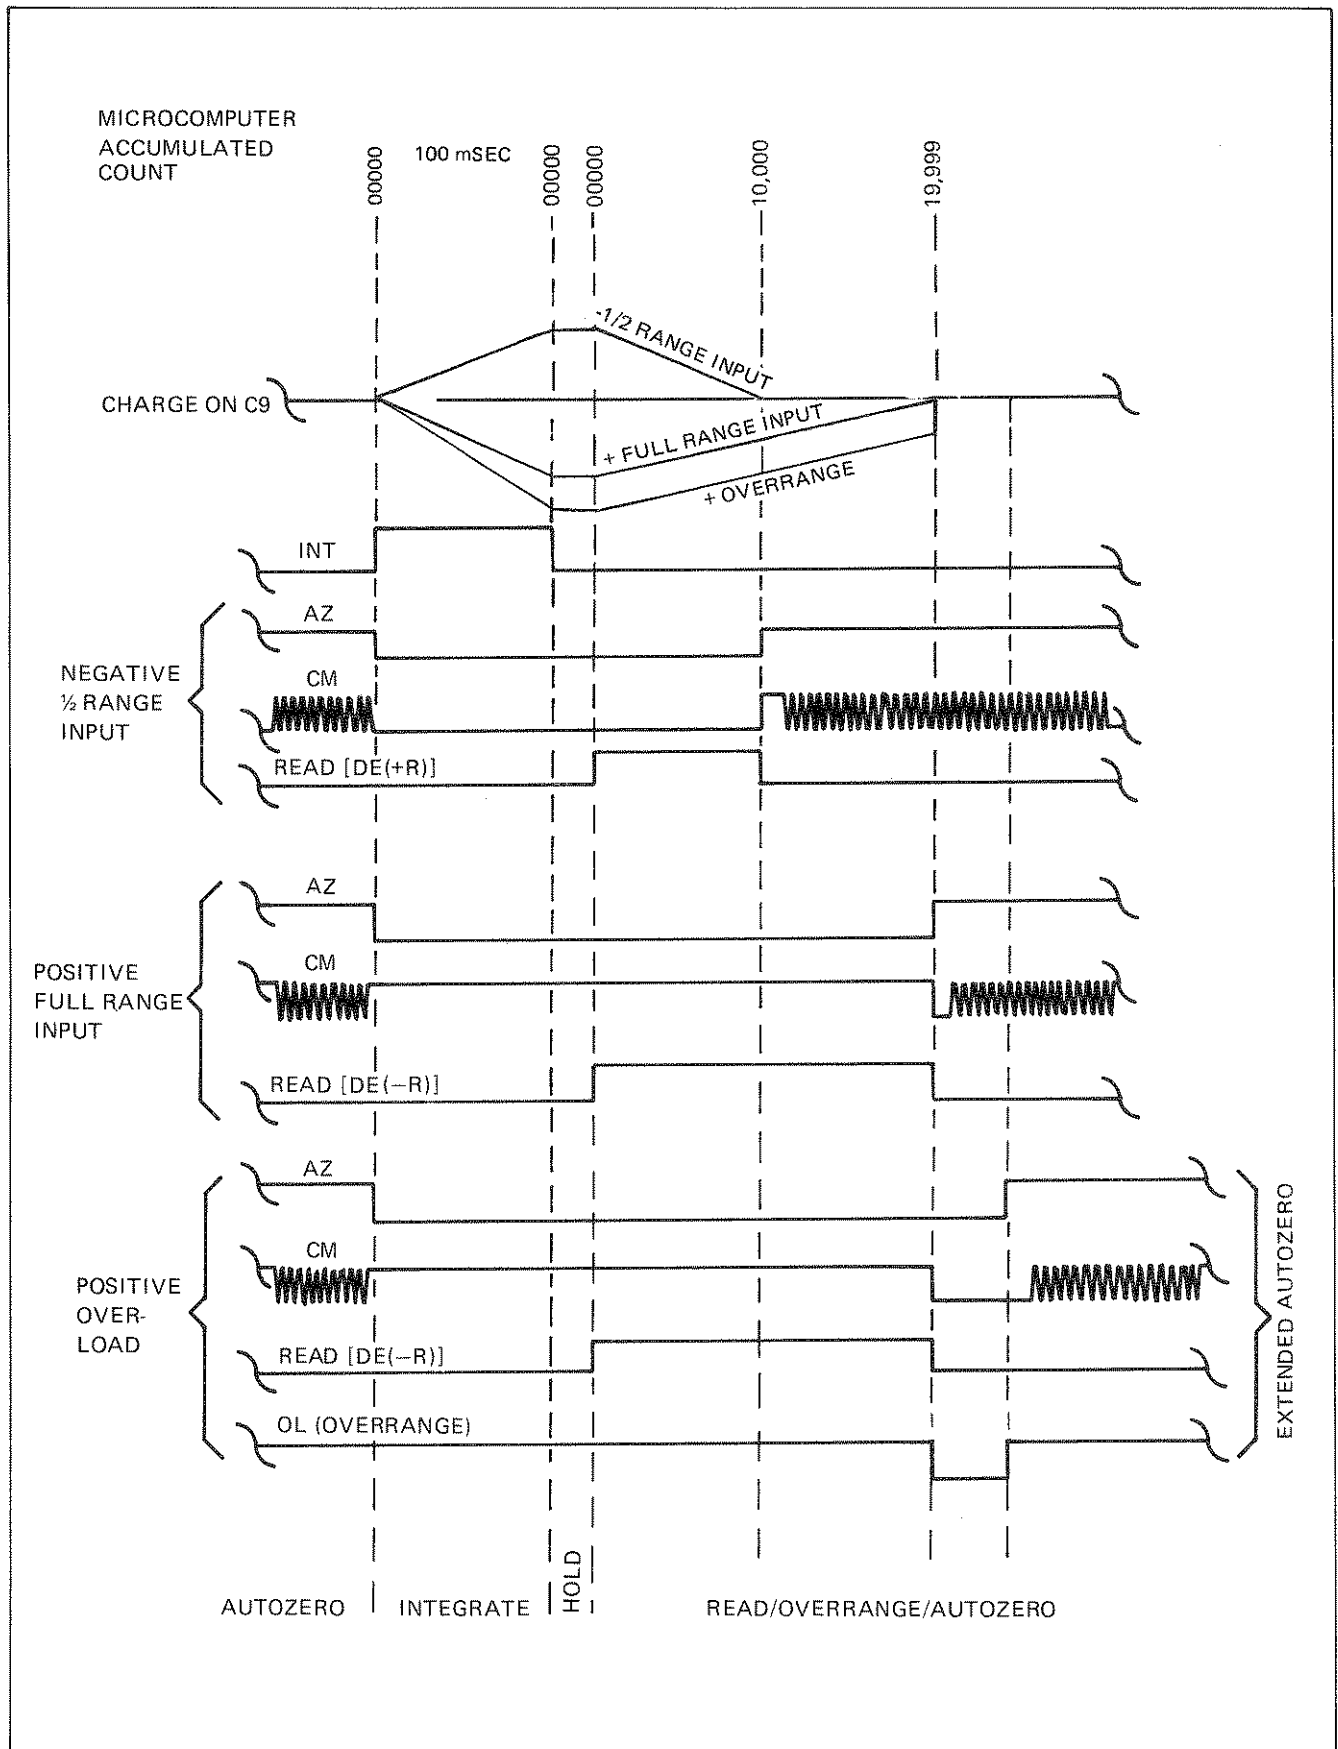 MICROCOMPUTER
ACCUMULATED
COUNT
00000
100 mSEC
00000
00000
10,000
19,999
-1/2 RANGE INPUT
CHARGE ON C9
+ FULL RANGE INPUT
+ OVERRANGE
INT
NEGATIVE
½ RANGE
INPUT
AZ
CM
READ [DE(+R)]
POSITIVE
FULL RANGE
INPUT
AZ
CM
READ [DE(−R)]
POSITIVE
OVER-
LOAD
AZ
CM
READ [DE(−R)]
OL (OVERRANGE)
EXTENDED AUTOZERO
AUTOZERO
INTEGRATE
HOLD
READ/OVERRANGE/AUTOZERO